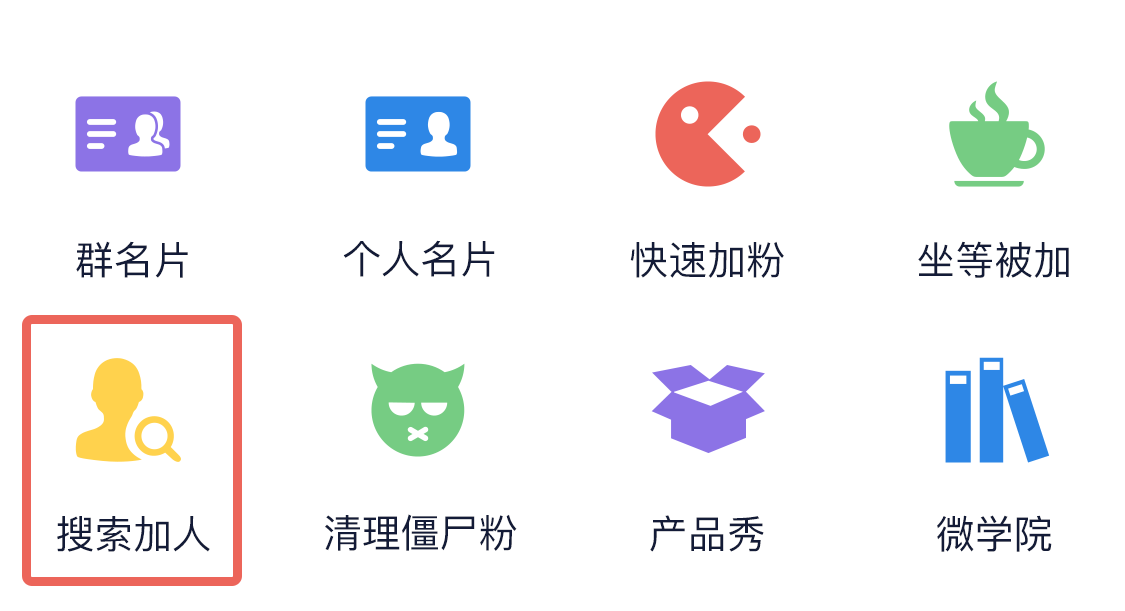 群名片
个人名片
快速加粉
坐等被加
搜索加人
清理僵尸粉
产品秀
微学院